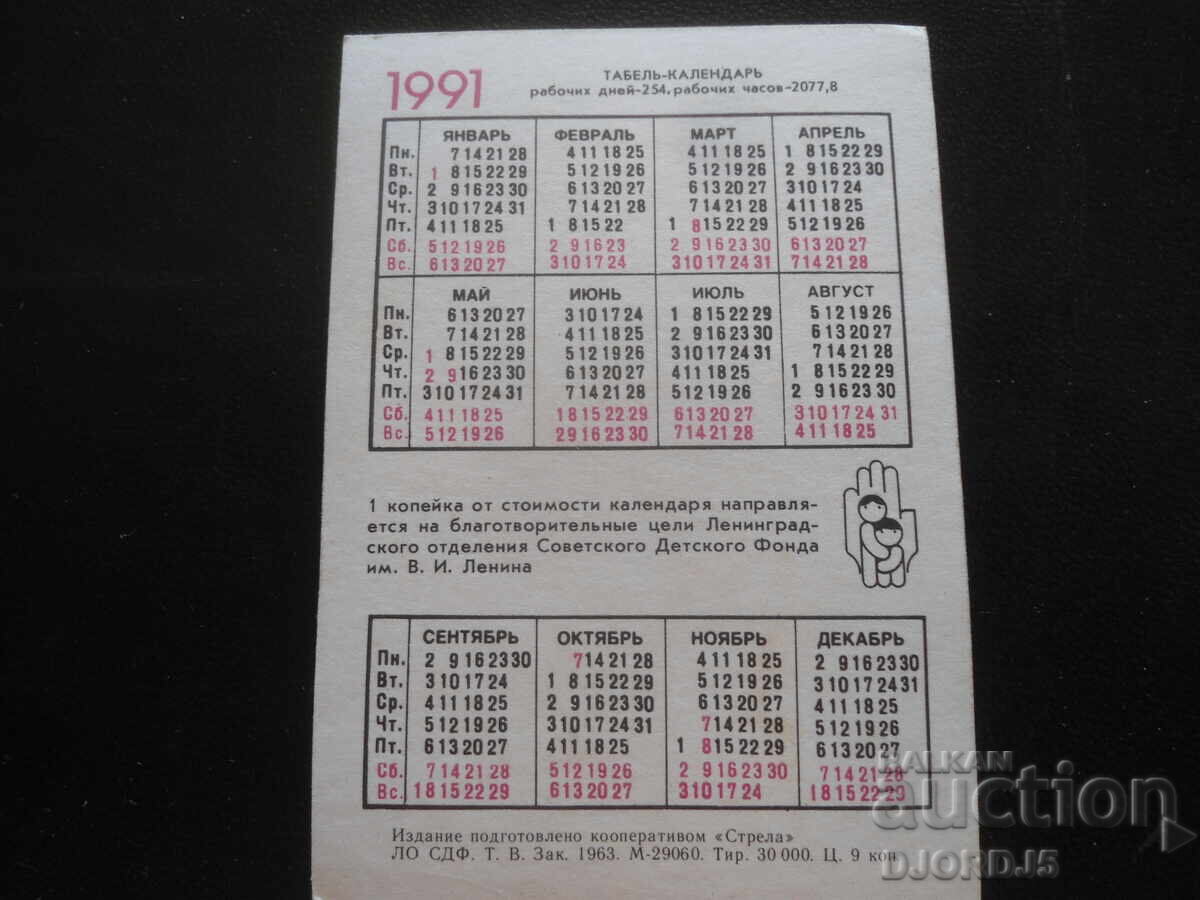 1991
ТАБЕЛЬ-КАЛЕНДАРЬ
рабочих дней-254, рабочих часов-2077,8
ЯНВАРЬ ФЕВРАЛЬ МАРТ АПРЕЛЬ
Пн. 7 14 21 28 4 11 18 25 4 11 18 25 1 8 15 22 29
Вт. 1 8 15 22 29 5 12 19 26 5 12 19 26 2 9 16 23 30
Ср. 2 9 16 23 30 6 13 20 27 6 13 20 27 3 10 17 24
Чт. 3 10 17 24 31 7 14 21 28 7 14 21 28 4 11 18 25
Пт. 4 11 18 25 1 8 15 22 1 8 15 22 29 5 12 19 26
Сб. 5 12 19 26 2 9 16 23 2 9 16 23 30 6 13 20 27
Вс. 6 13 20 27 3 10 17 24 3 10 17 24 31 7 14 21 28
МАЙ ИЮНЬ ИЮЛЬ АВГУСТ
Пн. 6 13 20 27 3 10 17 24 1 8 15 22 29 5 12 19 26
Вт. 7 14 21 28 4 11 18 25 2 9 16 23 30 6 13 20 27
Ср. 1 8 15 22 29 5 12 19 26 3 10 17 24 31 7 14 21 28
Чт. 2 9 16 23 30 6 13 20 27 4 11 18 25 1 8 15 22 29
Пт. 3 10 17 24 31 7 14 21 28 5 12 19 26 2 9 16 23 30
Сб. 4 11 18 25 1 8 15 22 29 6 13 20 27 3 10 17 24 31
Вс. 5 12 19 26 2 9 16 23 30 7 14 21 28 4 11 18 25
1 копейка от стоимости календаря направля-
ется на благотворительные цели Ленинград-
ского отделения Советского Детского Фонда
им. В. И. Ленина
СЕНТЯБРЬ ОКТЯБРЬ НОЯБРЬ ДЕКАБРЬ
Пн. 2 9 16 23 30 7 14 21 28 4 11 18 25 2 9 16 23 30
Вт. 3 10 17 24 1 8 15 22 29 5 12 19 26 3 10 17 24 31
Ср. 4 11 18 25 2 9 16 23 30 6 13 20 27 4 11 18 25
Чт. 5 12 19 26 3 10 17 24 31 7 14 21 28 5 12 19 26
Пт. 6 13 20 27 4 11 18 25 1 8 15 22 29 6 13 20 27
Сб. 7 14 21 28 5 12 19 26 2 9 16 23 30 7 14 21 28
Вс. 1 8 15 22 29 6 13 20 27 3 10 17 24 1 8 15 22 29
Издание подготовлено кооперативом «Стрела»
ЛО СДФ. Т. В. Зак. 1963. М-29060. Тир. 30 000. Ц. 9 коп.
BALKAN
auction
DJORDJ5